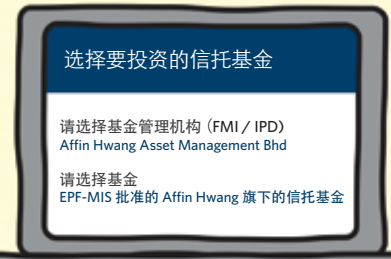 选择要投资的信托基金
请选择基金管理机构（FMI / IPD）
Affin Hwang Asset Management Bhd
请选择基金
EPF-MIS 批准的 Affin Hwang 旗下的信托基金